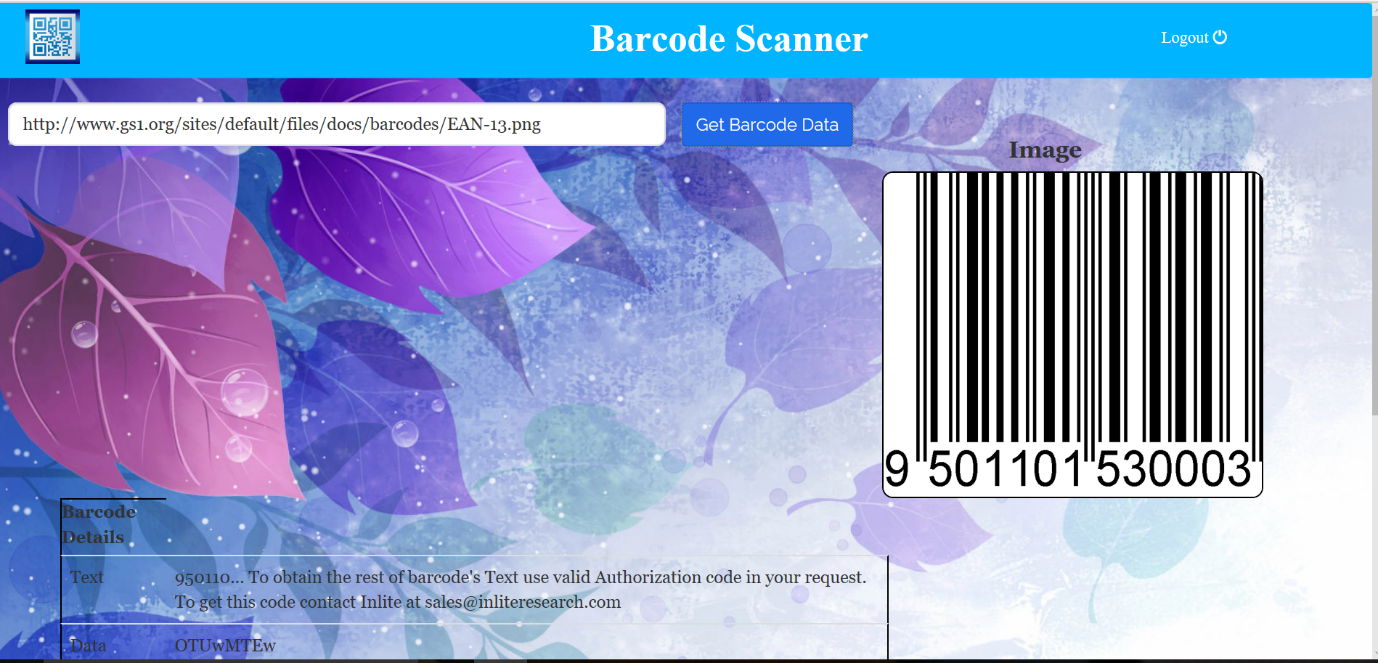 Barcode Scanner
Logout
http://www.gs1.org/sites/default/files/docs/barcodes/EAN-13.png
Get Barcode Data
Image
9 501101 530003
Barcode
Details
Text 950110... To obtain the rest of barcode's Text use valid Authorization code in your request.
To get this code contact Inlite at sales@inliteresearch.com
Data OTUwMTEw